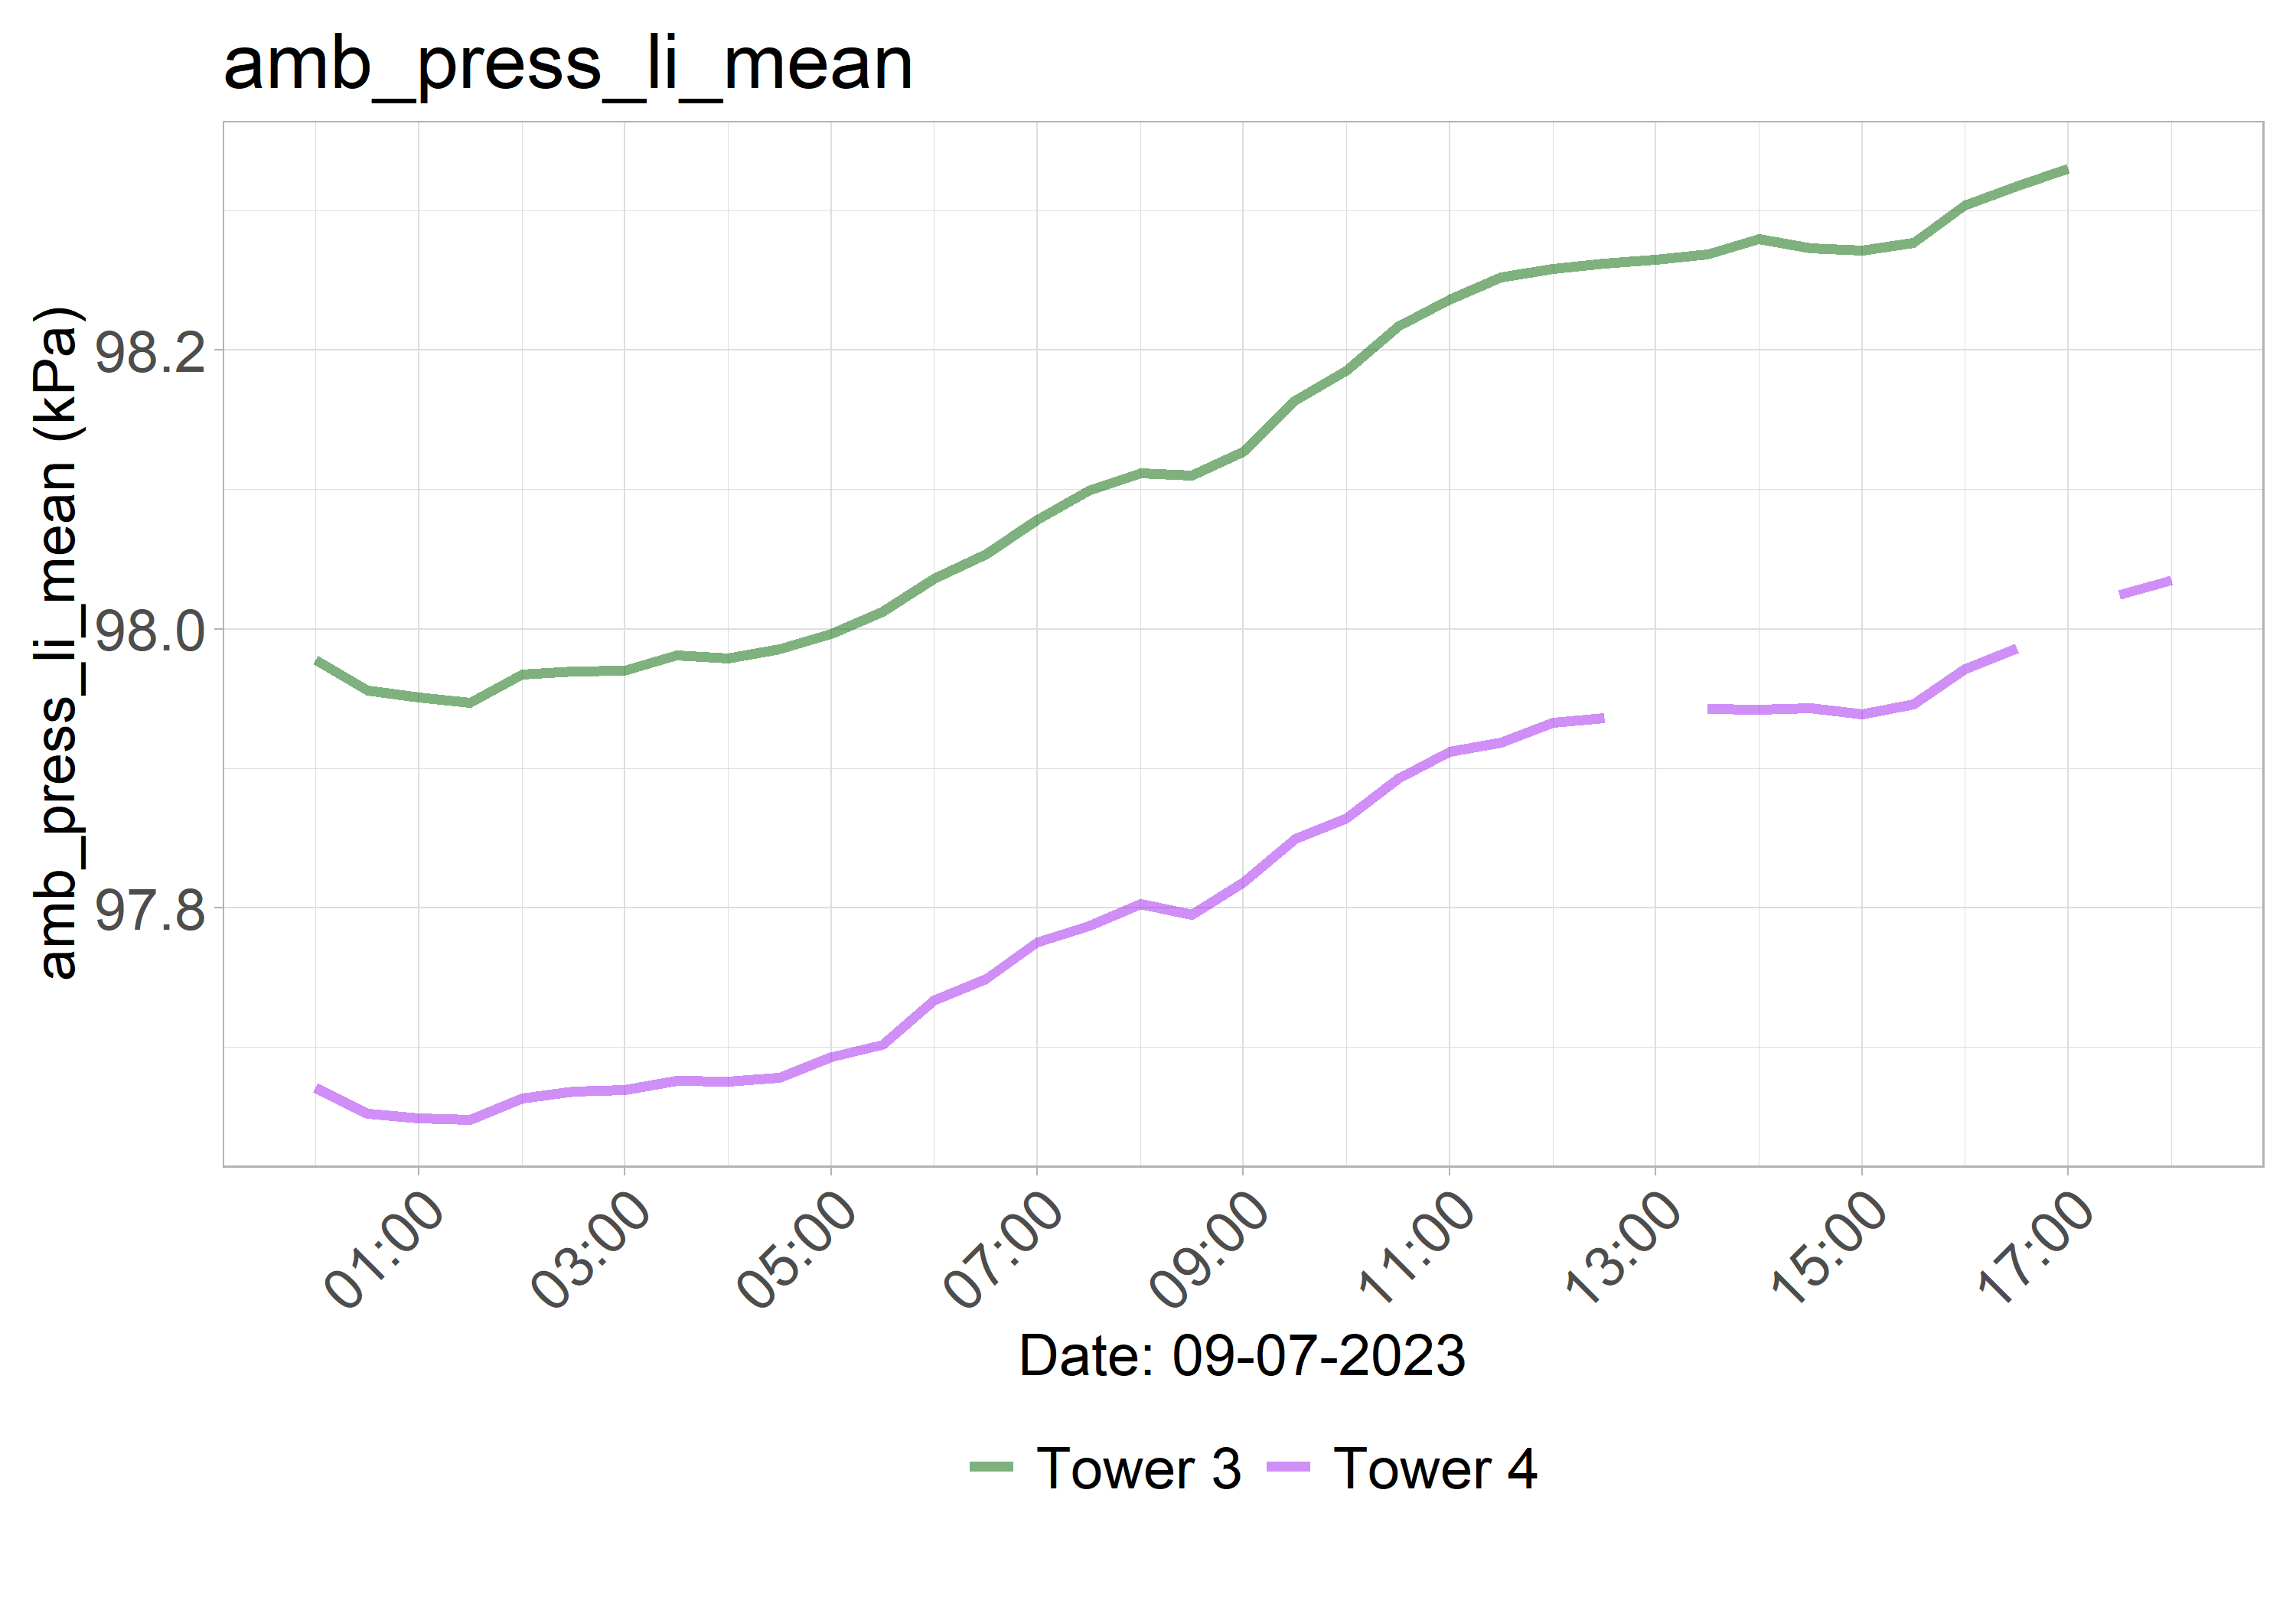 amb_press_li_mean
amb_press_li_mean (kPa)
98.2
98.0
97.8
01:00 03:00 05:00 07:00 09:00 11:00 13:00 15:00 17:00
Date: 09-07-2023
Tower 3 Tower 4